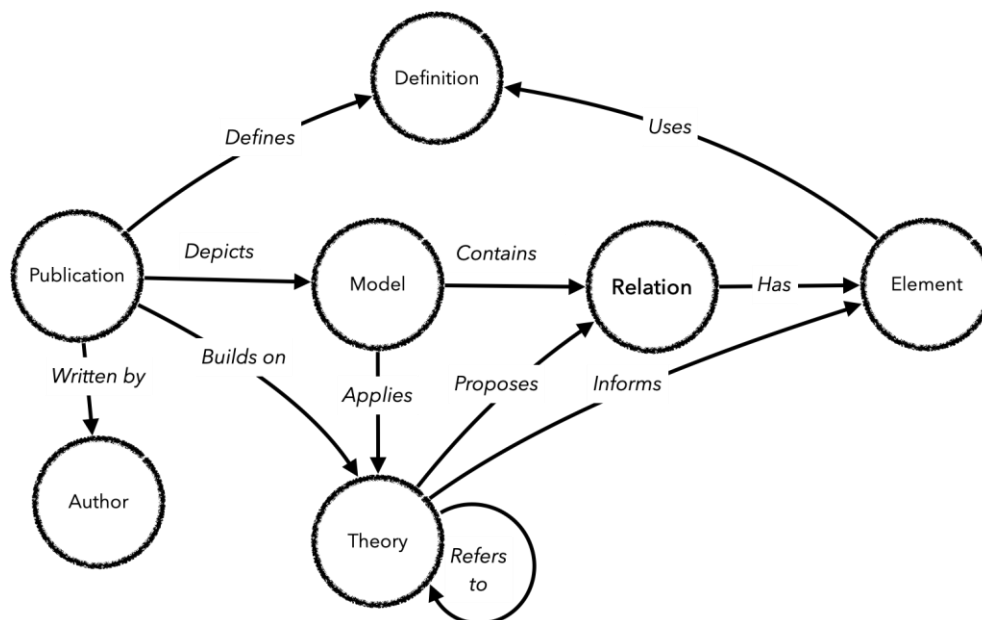 Definition
Defines
Uses
Publication
Depicts
Model
Contains
Relation
Has
Element
Written by
Builds on
Applies
Proposes
Informs
Author
Theory
Refers
to